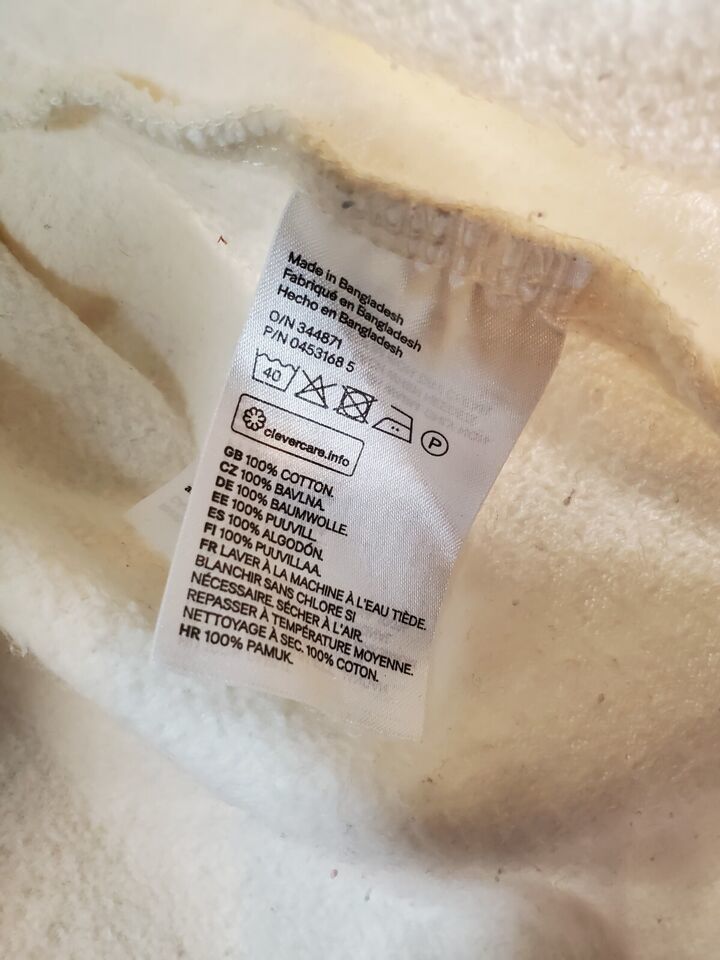 Made in Bangladesh
Fabriqué en Bangladesh
Hecho en Bangladesh
O/N 344871
P/N 0453168 5
40 P
clevercare.info
GB 100% COTTON.
CZ 100% BAVLNA.
DE 100% BAUMWOLLE.
EE 100% PUUVILL.
ES 100% ALGODÓN.
FI 100% PUUVILLAA.
FR LAVER À LA MACHINE À L'EAU TIÈDE.
BLANCHIR SANS CHLORE SI
NÉCESSAIRE. SÉCHER À L'AIR.
REPASSER À TEMPÉRATURE MOYENNE.
NETTOYAGE À SEC. 100% COTON.
HR 100% PAMUK.